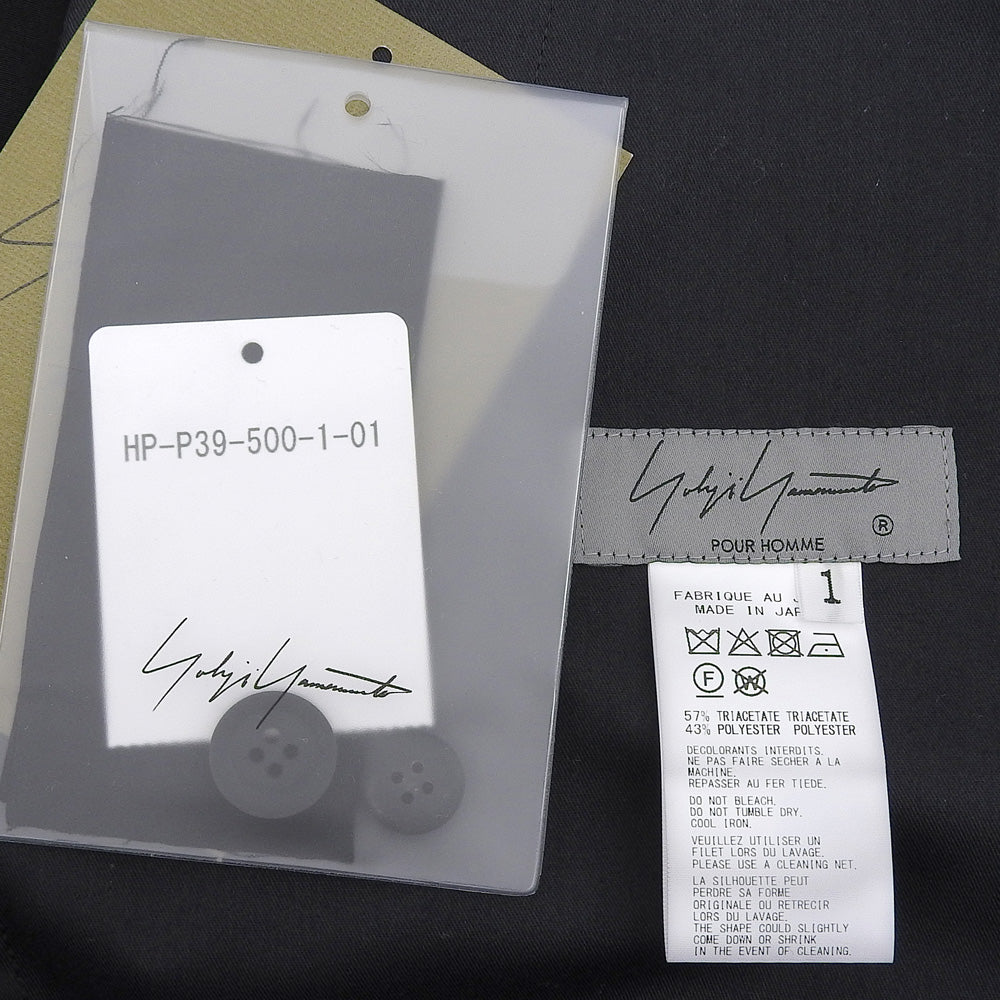 HP-P39-500-1-01
Yohji Yamamoto
Yohji Yamamoto
®
POUR HOMME
1
FABRIQUE AU J
MADE IN JAP
F
W
57% TRIACETATE TRIACETATE
43% POLYESTER POLYESTER
DECOLORANTS INTERDITS.
NE PAS FAIRE SECHER A LA
MACHINE.
REPASSER AU FER TIEDE.
DO NOT BLEACH.
DO NOT TUMBLE DRY.
COOL IRON.
VEUILLEZ UTILISER UN
FILET LORS DU LAVAGE.
PLEASE USE A CLEANING NET.
LA SILHOUETTE PEUT
PERDRE SA FORME
ORIGINALE OU RETRECIR
LORS DU LAVAGE.
THE SHAPE COULD SLIGHTLY
COME DOWN OR SHRINK
IN THE EVENT OF CLEANING.